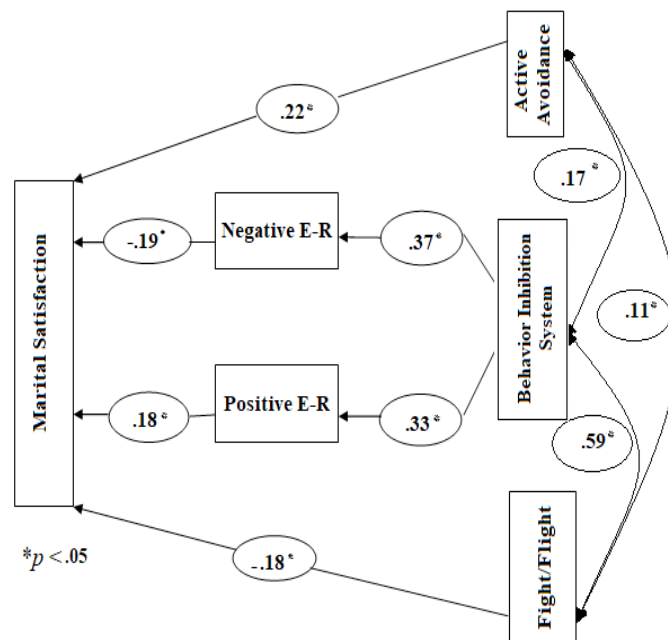 Active
Avoidance
.22*
.17*
Marital Satisfaction
Negative E-R
-.19*
.37*
Behavior Inhibition
System
.11*
Positive E-R
.18*
.33*
.59*
*p < .05
-.18*
Fight/Flight